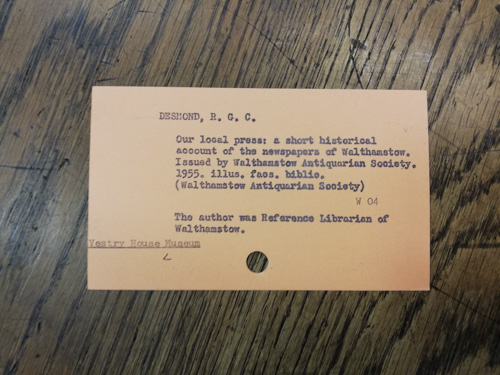 DESMOND, R. G. C.
Our local press: a short historical
account of the newspapers of Walthamstow.
Issued by Walthamstow Antiquarian Society.
1955. illus. facs. biblio.
(Walthamstow Antiquarian Society)
W 04
The author was Reference Librarian of
Walthamstow.
Vestry House Museum
L